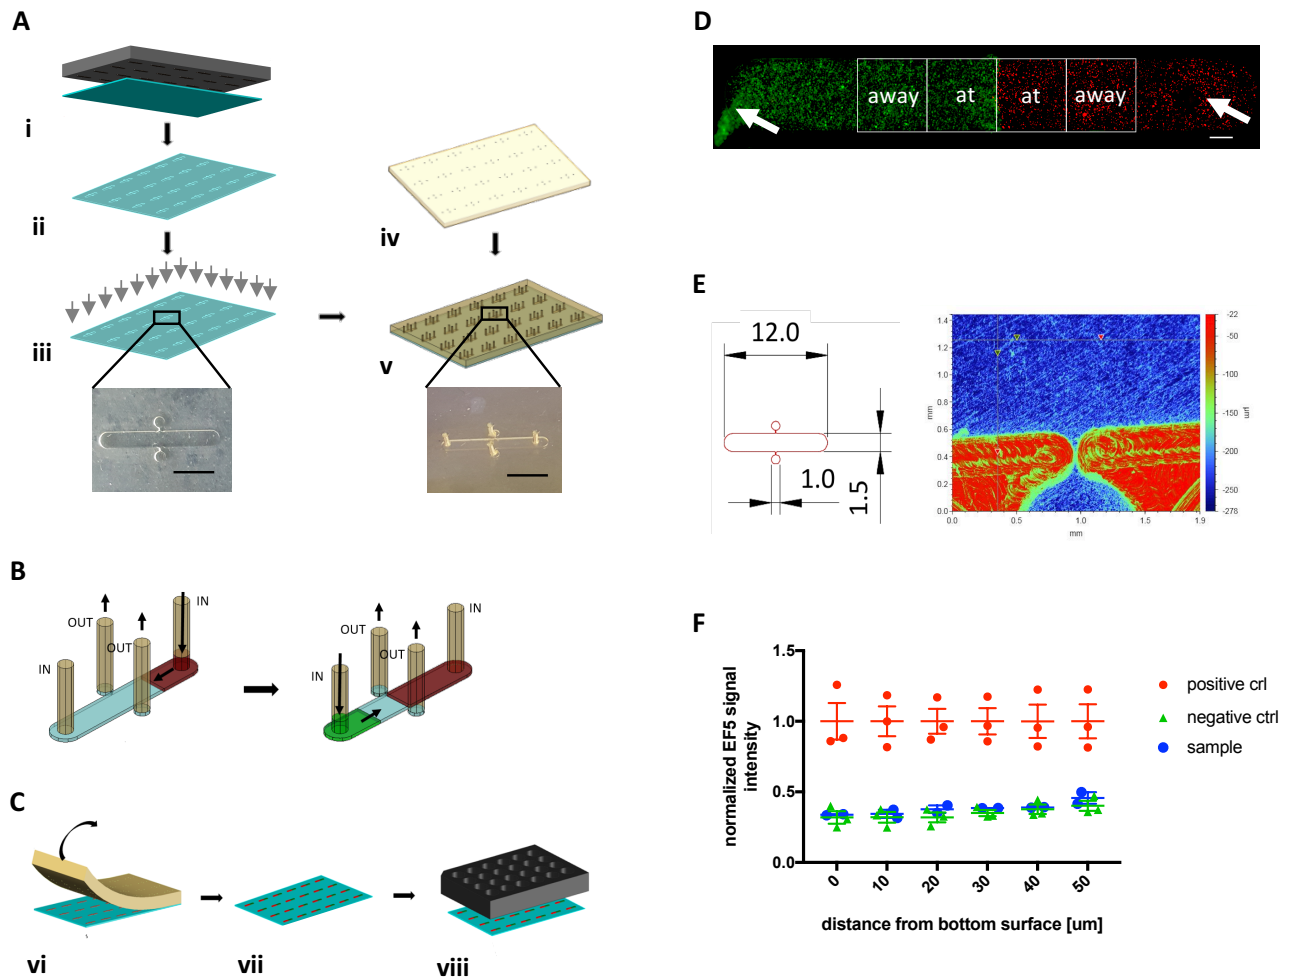 A
i
ii
iii
iv
v
B
IN
OUT
OUT
IN
IN
OUT
OUT
IN
C
vi
vii
viii
D
away at at away
E
12.0
1.0
1.5
1.4
1.2
1.0
0.8
0.6
0.4
0.2
0.0
mm
0.0 0.5 1.0 1.5 1.9
mm
-22
-50
-100
-150
-200
-250
-278
µm
F
normalized EF5 signal
intensity
1.5
1.0
0.5
0.0
0 10 20 30 40 50
distance from bottom surface [um]
positive crl
negative ctrl
sample